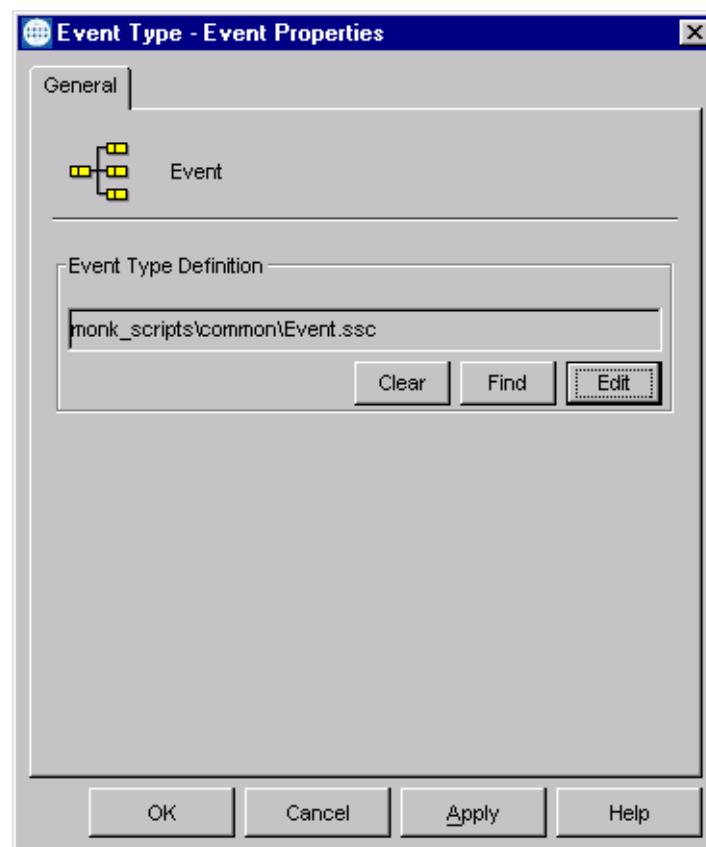 Event Type - Event Properties
General
Event
Event Type Definition
monk_scripts\common\Event.ssc
Clear Find Edit
OK Cancel Apply Help